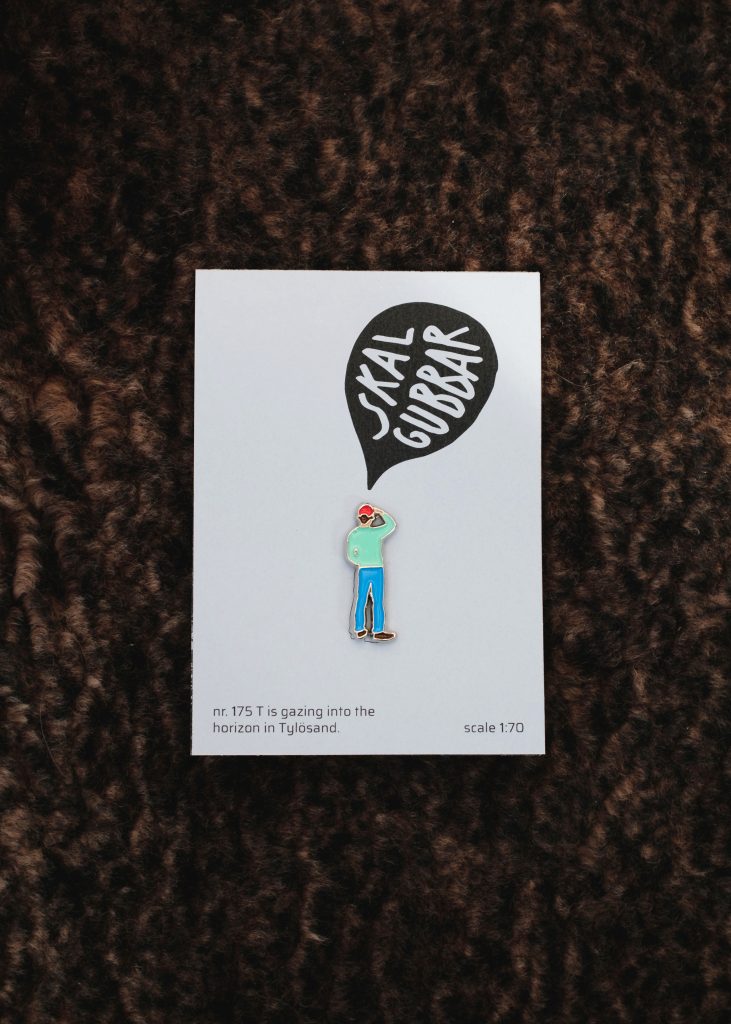 SKAL
GUBBAR
nr. 175 T is gazing into the
horizon in Tylösand.
scale 1:70